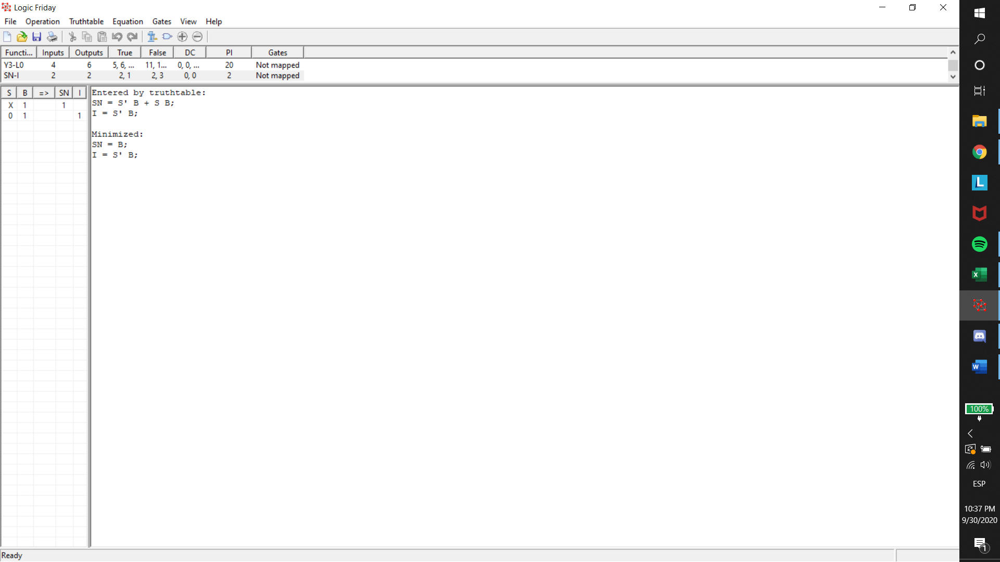 Logic Friday
File Operation Truthtable Equation Gates View Help
Functi... Inputs Outputs True False DC PI Gates
Y3-L0 4 6 5, 6, ... 11, 1... 0, 0, ... 20 Not mapped
SN-I 2 2 2, 1 2, 3 0, 0 2 Not mapped
S B => SN I
X 1 1
0 1 1
Entered by truthtable:
SN = S' B + S B;
I = S' B;
Minimized:
SN = B;
I = S' B;
Ready
L
X
W
100%
ESP
10:37 PM
9/30/2020
1